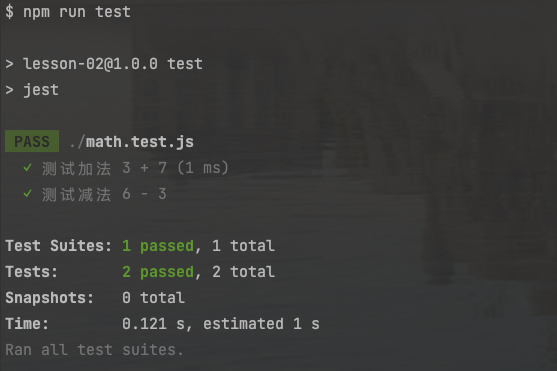 $ npm run test
> lesson-02@1.0.0 test
> jest
PASS ./math.test.js
✓ 测试加法 3 + 7 (1 ms)
✓ 测试减法 6 - 3
Test Suites: 1 passed, 1 total
Tests: 2 passed, 2 total
Snapshots: 0 total
Time: 0.121 s, estimated 1 s
Ran all test suites.